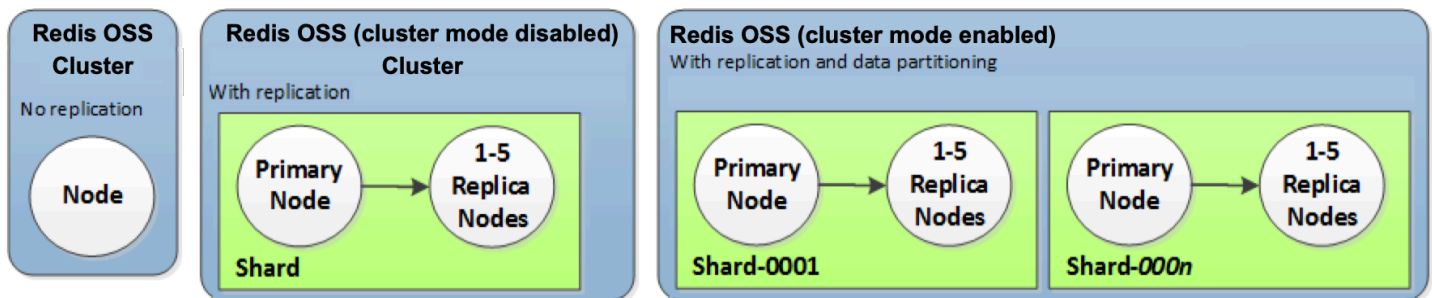 Redis OSS
Cluster
No replication
Node
Redis OSS (cluster mode disabled)
Cluster
With replication
Primary
Node
1-5
Replica
Nodes
Shard
Redis OSS (cluster mode enabled)
With replication and data partitioning
Primary
Node
1-5
Replica
Nodes
Shard-0001
Primary
Node
1-5
Replica
Nodes
Shard-000n